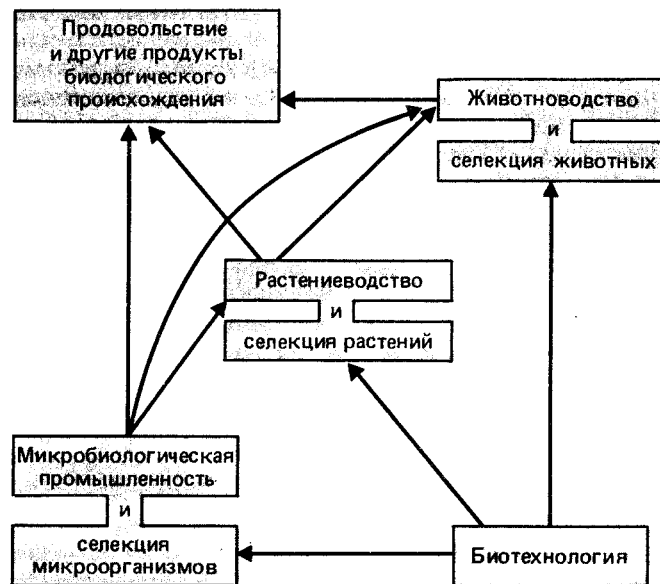 Продовольствие
и другие продукты
биологического
происхождения
Животноводство
и
селекция животных
Растениеводство
и
селекция растений
Микробиологическая
промышленность
и
селекция
микроорганизмов
Биотехнология